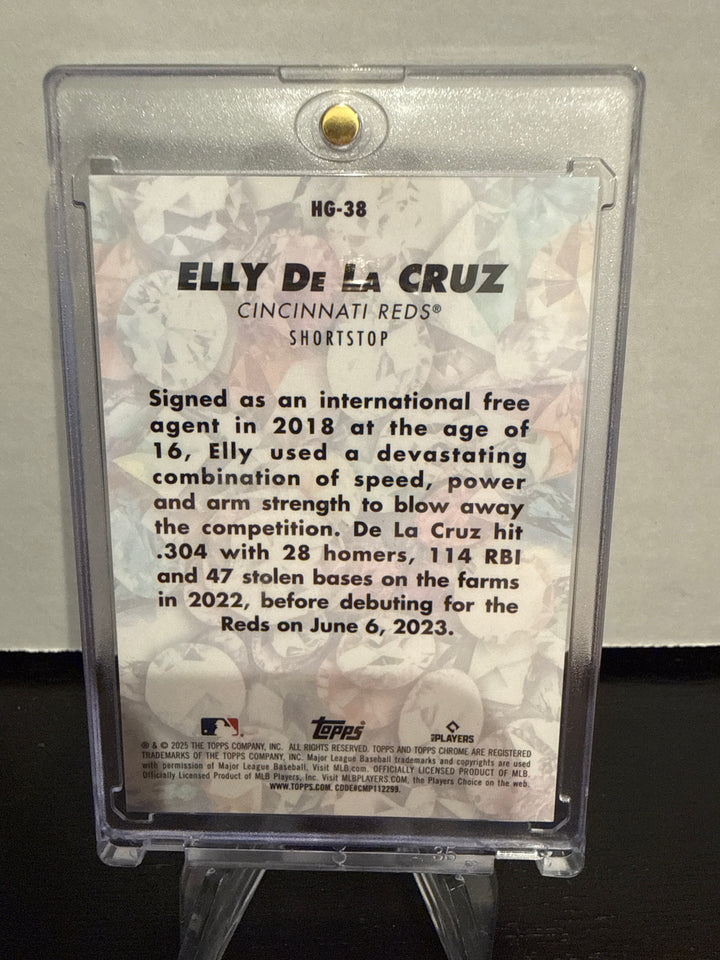 HG-38
ELLY DE LA CRUZ
CINCINNATI REDS®
SHORTSTOP
Signed as an international free
agent in 2018 at the age of
16, Elly used a devastating
combination of speed, power
and arm strength to blow away
the competition. De La Cruz hit
.304 with 28 homers, 114 RBI
and 47 stolen bases on the farms
in 2022, before debuting for the
Reds on June 6, 2023.
TOPPS
PLAYERS
® & © 2025 THE TOPPS COMPANY, INC. ALL RIGHTS RESERVED. TOPPS AND TOPPS CHROME ARE REGISTERED
TRADEMARKS OF THE TOPPS COMPANY, INC. Major League Baseball trademarks and copyrights are used
with permission of Major League Baseball. Visit MLB.com. OFFICIALLY LICENSED PRODUCT OF MLB
Officially Licensed Product of MLB Players, Inc. Visit MLBPLAYERS.COM, the Players Choice on the web.
WWW.TOPPS.COM. CODE#CMP112299.
35